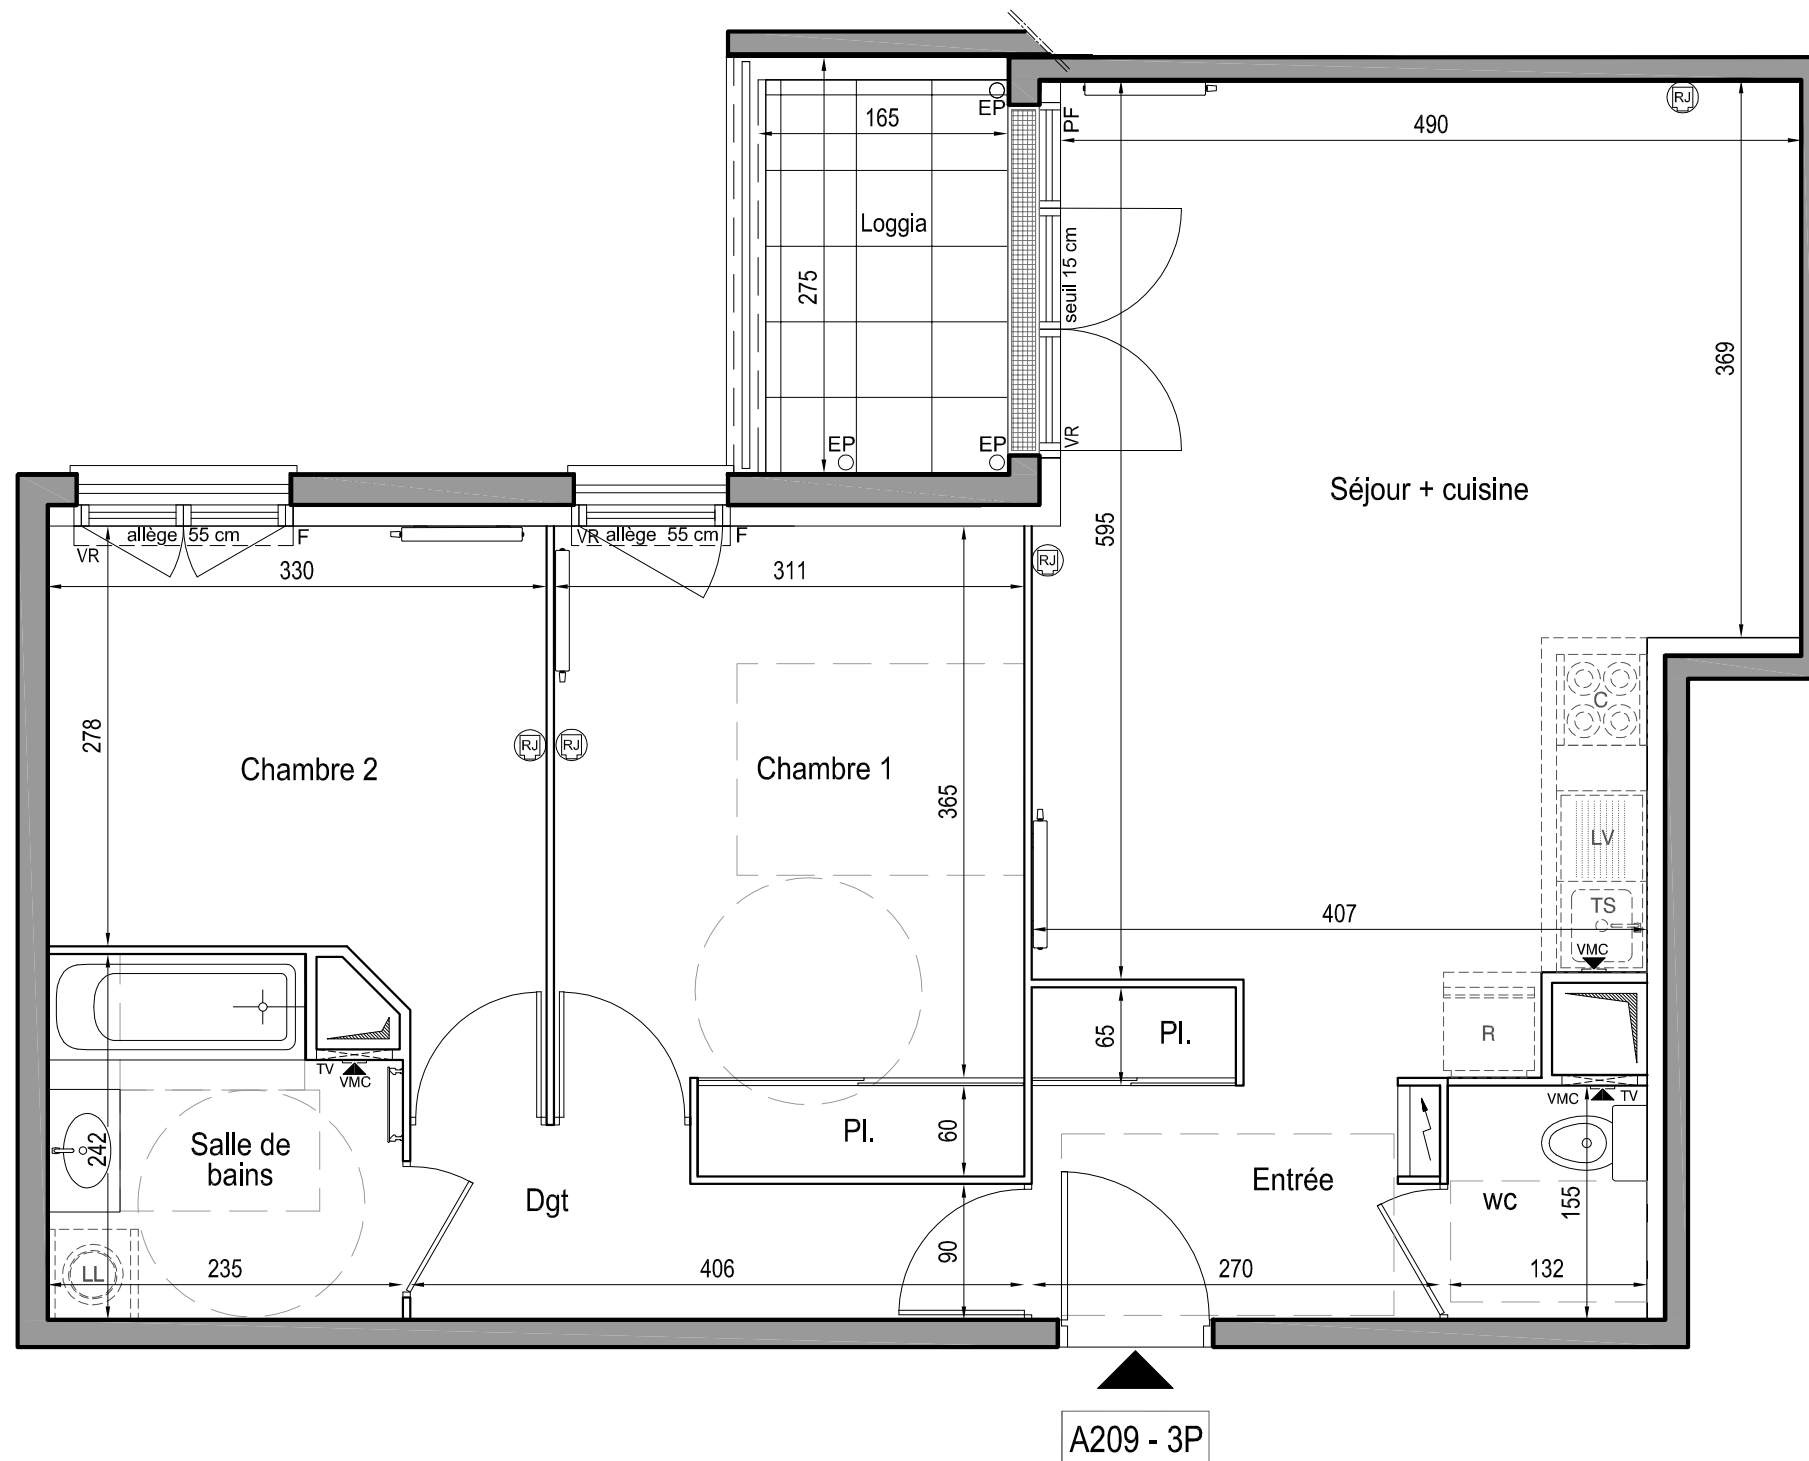 EP
165
PF
490
RJ
Loggia
seuil 15 cm
275
369
EP
EP
VR
Séjour + cuisine
allège 55 cm
F
VR
VR
allège 55 cm
F
595
RJ
330
311
278
RJ
RJ
C
Chambre 2
Chambre 1
365
LV
TS
407
VMC
65
Pl.
R
TV
VMC
VMC
TV
242
Salle de
bains
Pl.
60
Dgt
Entrée
wc
155
90
LL
235
406
270
132
A209 - 3P